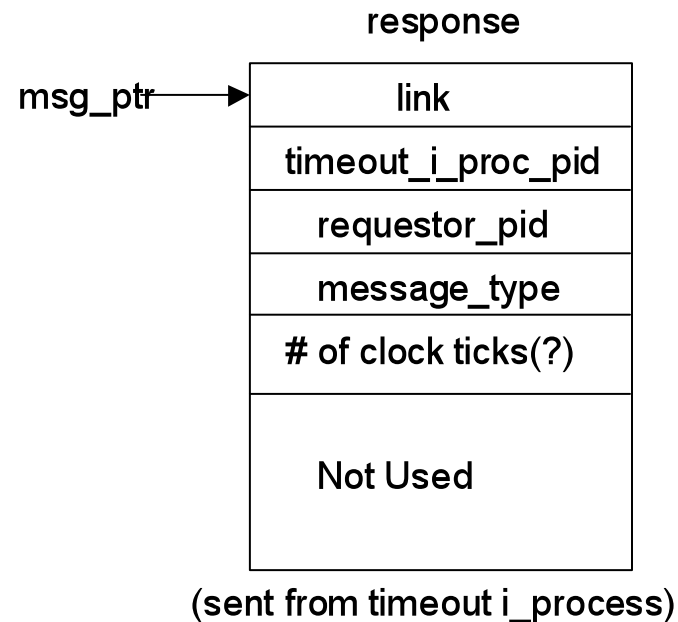 response
msg_ptr
link
timeout_i_proc_pid
requestor_pid
message_type
# of clock ticks(?)
Not Used
(sent from timeout i_process)